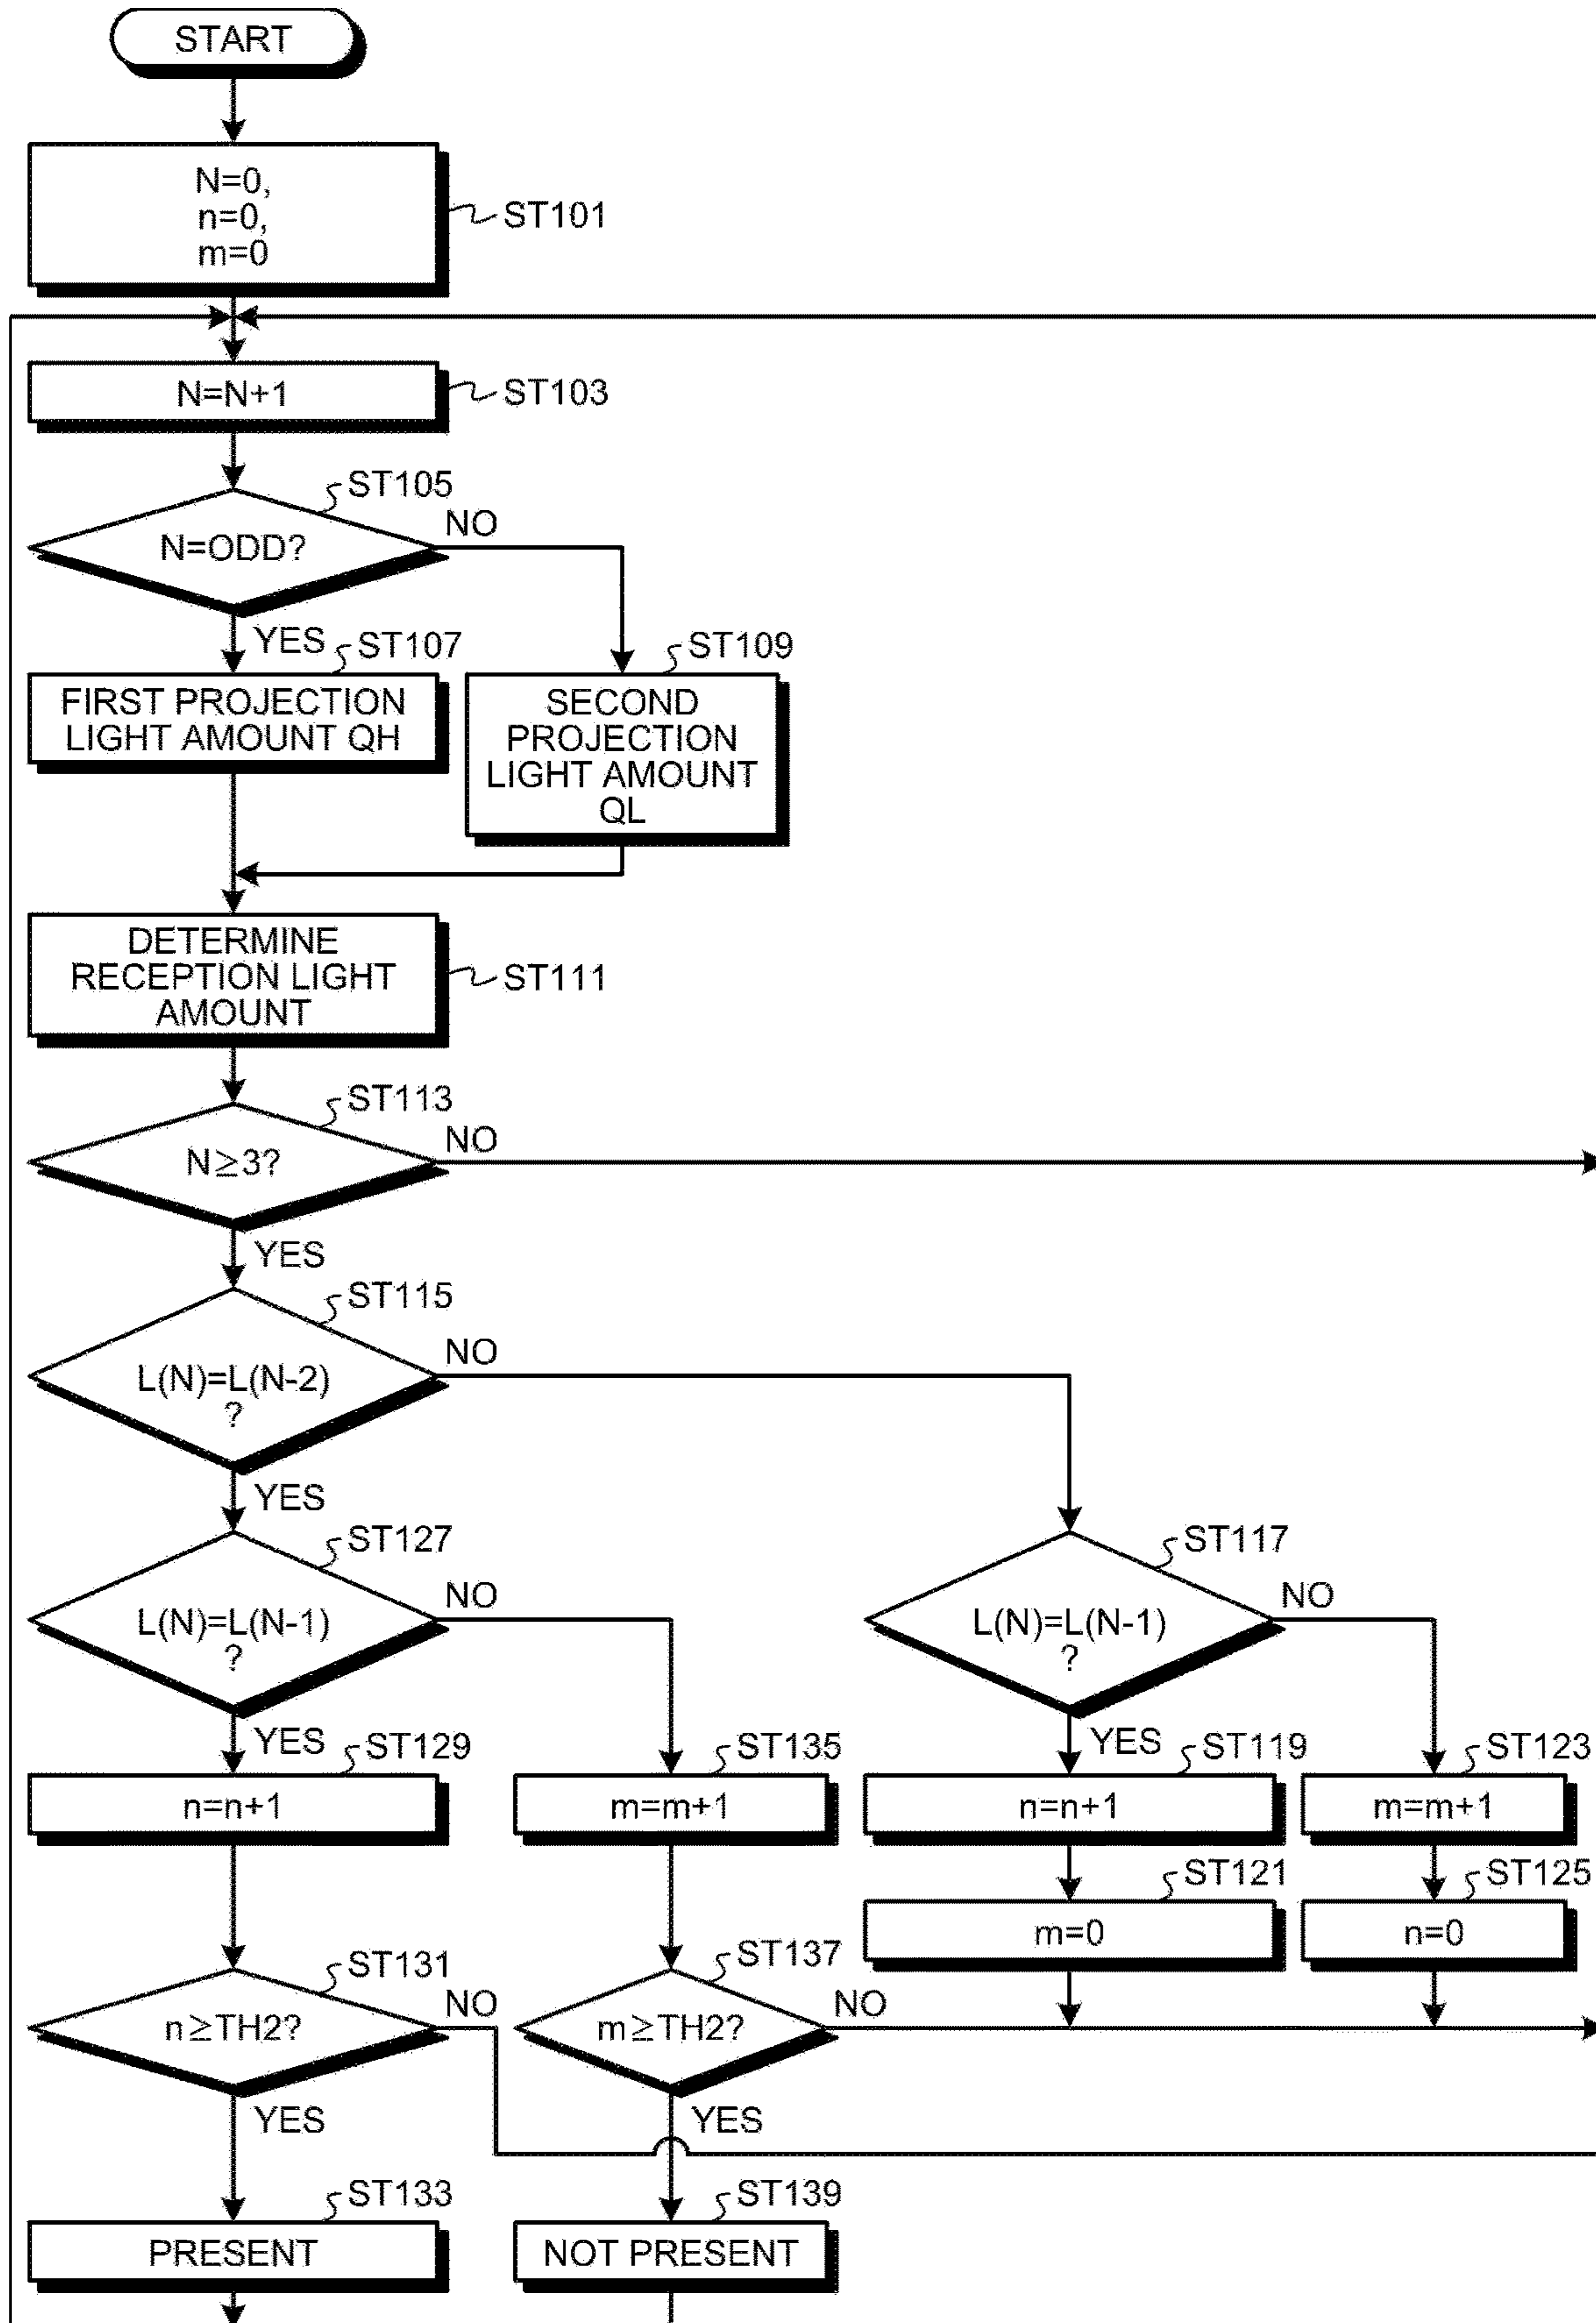 START
N=0,
n=0,
m=0
ST101
N=N+1
ST103
ST105
N=ODD?
NO
YES
ST107
ST109
FIRST PROJECTION
LIGHT AMOUNT QH
SECOND
PROJECTION
LIGHT AMOUNT
QL
DETERMINE
RECEPTION LIGHT
AMOUNT
ST111
ST113
N≥3?
NO
YES
ST115
L(N)=L(N-2)
?
NO
YES
ST127
L(N)=L(N-1)
?
NO
YES
ST117
L(N)=L(N-1)
?
NO
YES
ST129
n=n+1
ST135
m=m+1
ST119
n=n+1
ST123
m=m+1
ST121
m=0
ST125
n=0
ST131
n≥TH2?
NO
YES
ST137
m≥TH2?
NO
YES
ST133
PRESENT
ST139
NOT PRESENT